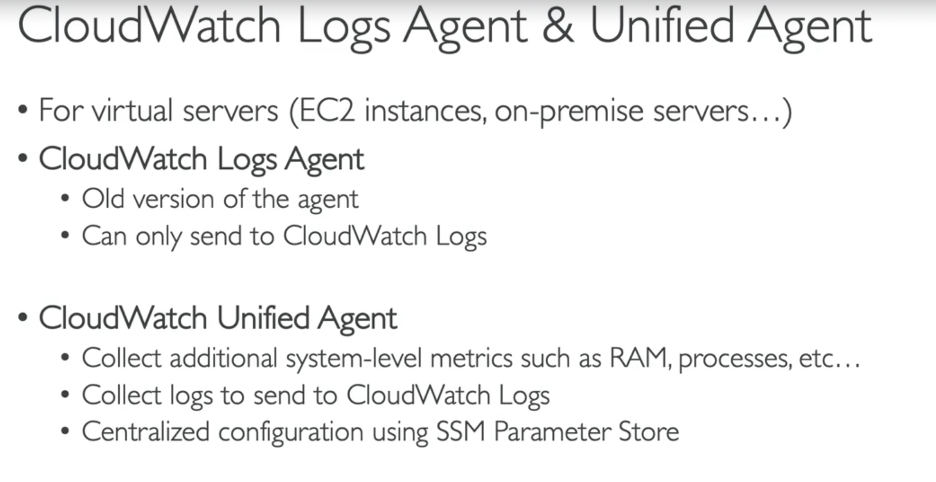 CloudWatch Logs Agent & Unified Agent
• For virtual servers (EC2 instances, on-premise servers…)
• CloudWatch Logs Agent
• Old version of the agent
• Can only send to CloudWatch Logs
• CloudWatch Unified Agent
• Collect additional system-level metrics such as RAM, processes, etc…
• Collect logs to send to CloudWatch Logs
• Centralized configuration using SSM Parameter Store